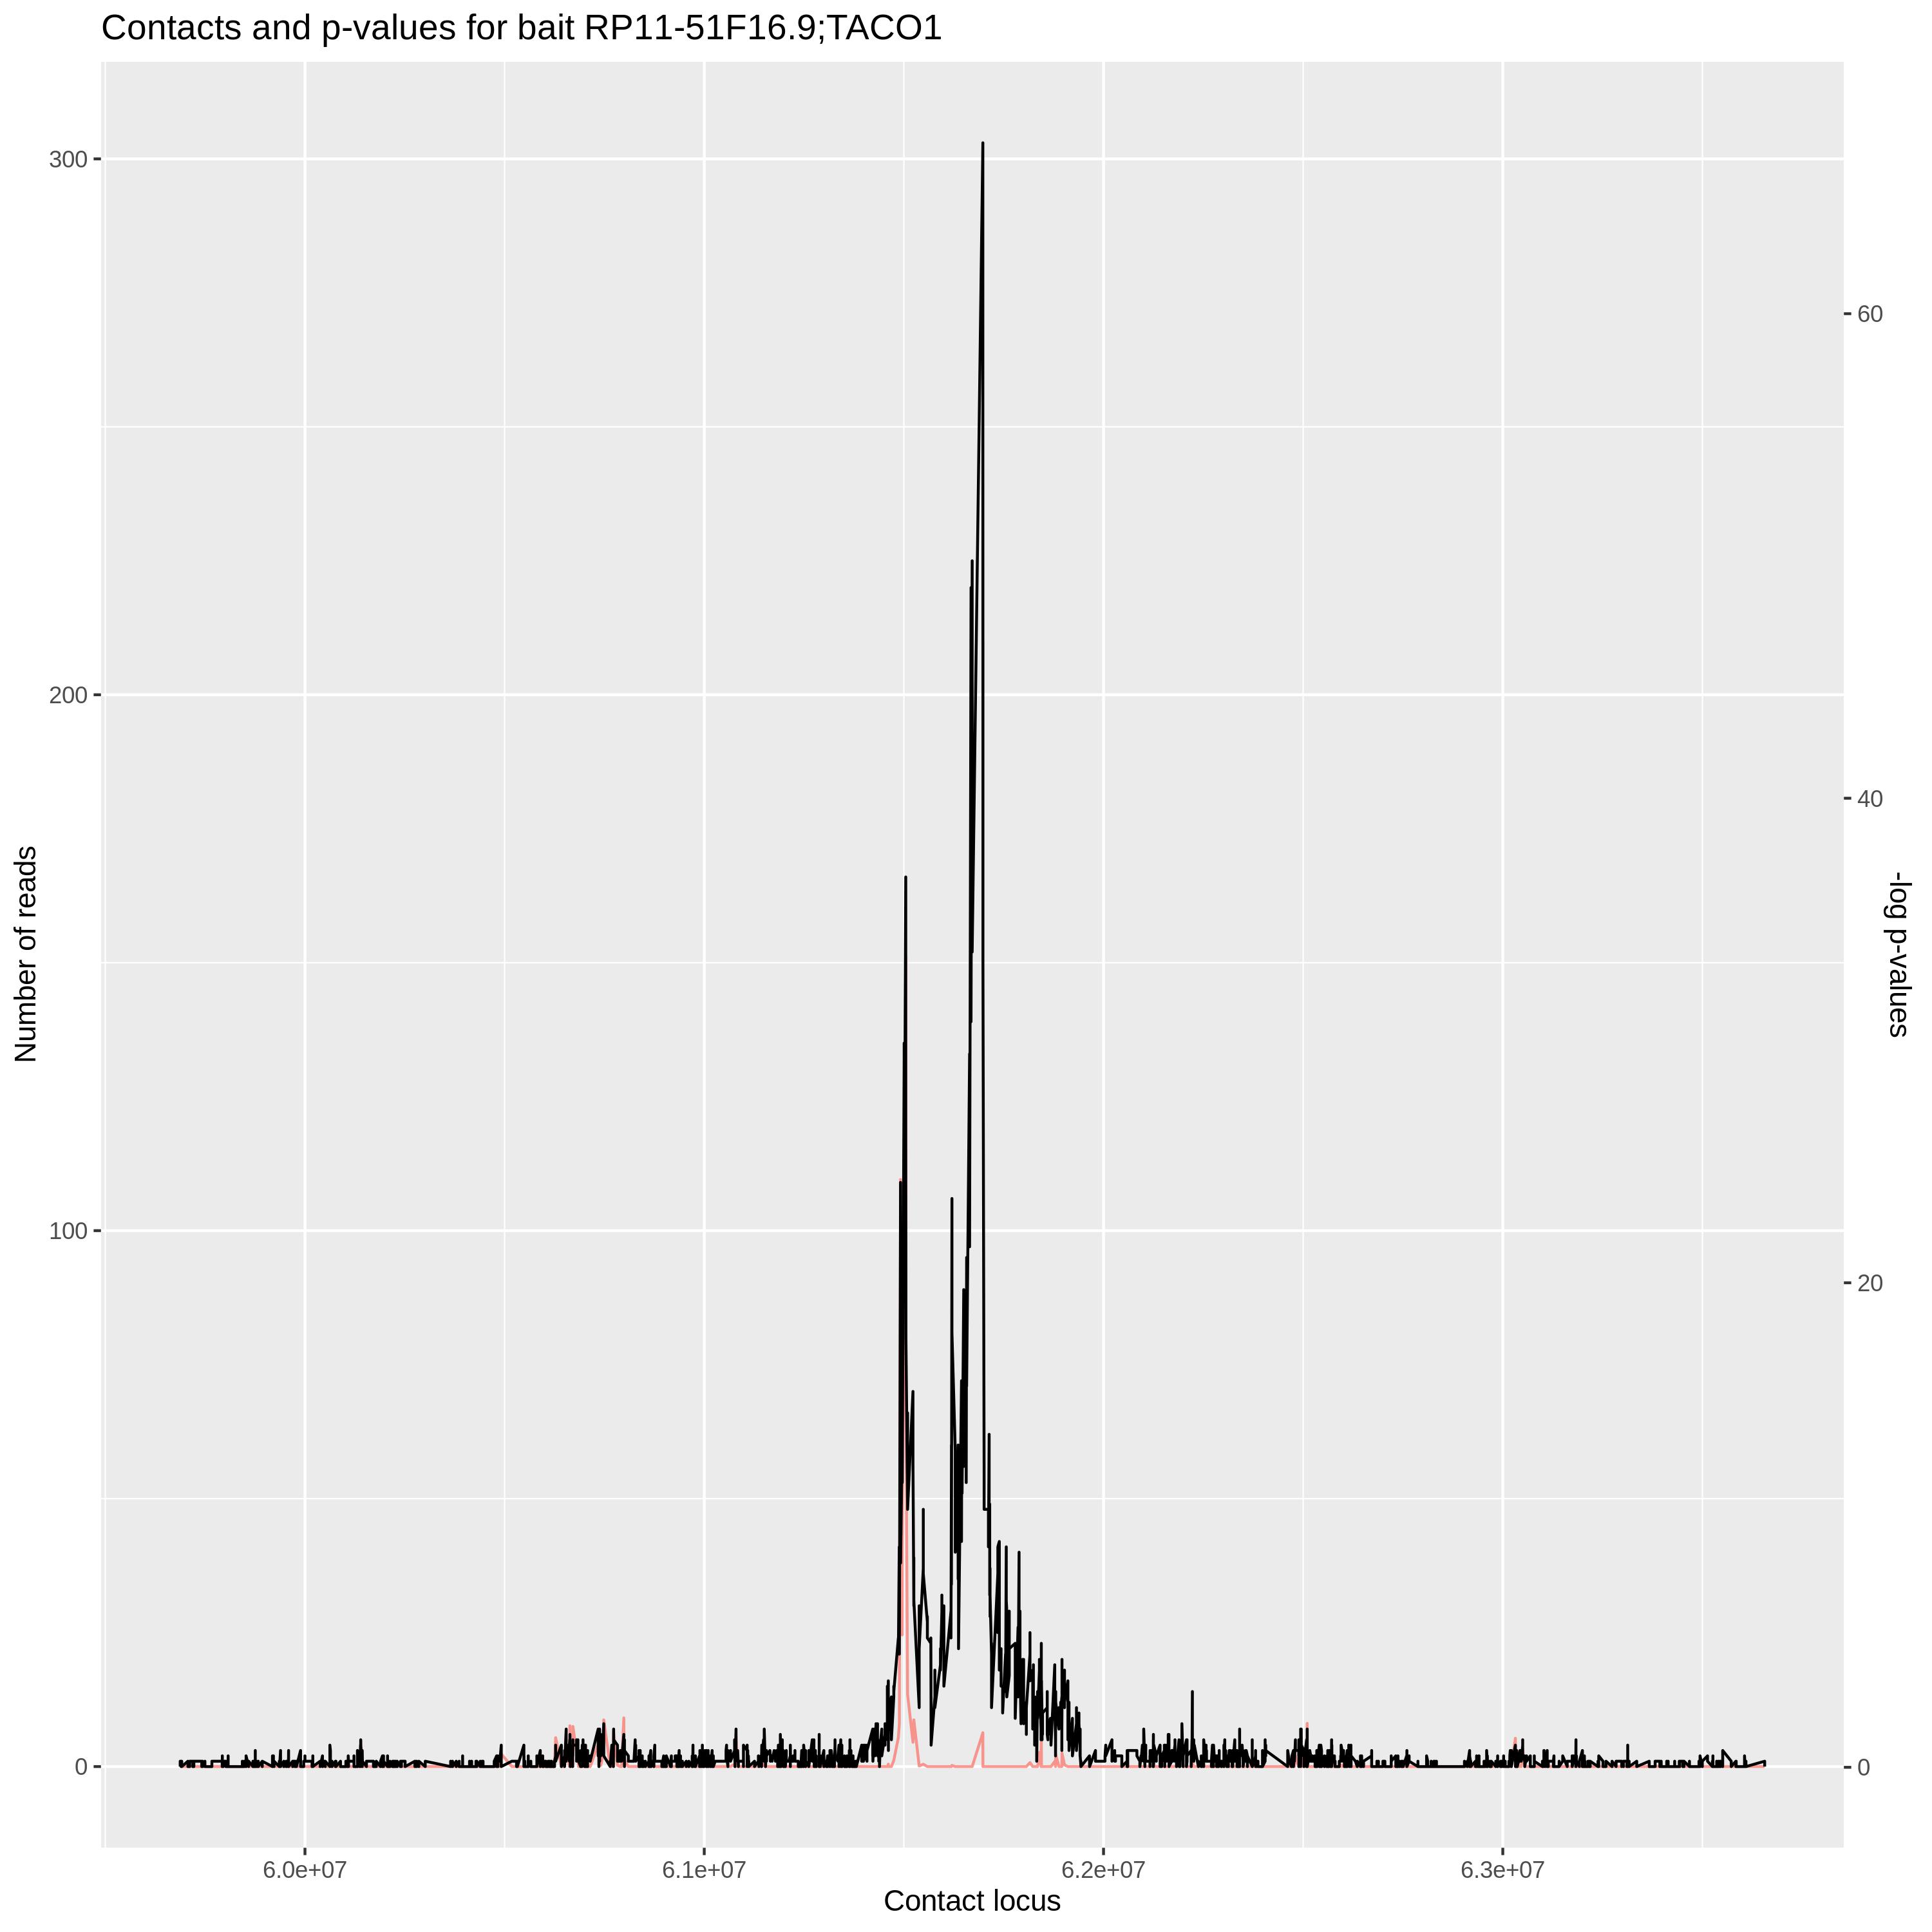 Contacts and p-values for bait RP11-51F16.9;TACO1
300
200
100
0
Number of reads
60
40
20
0
-log p-values
6.0e+07
6.1e+07
6.2e+07
6.3e+07
Contact locus